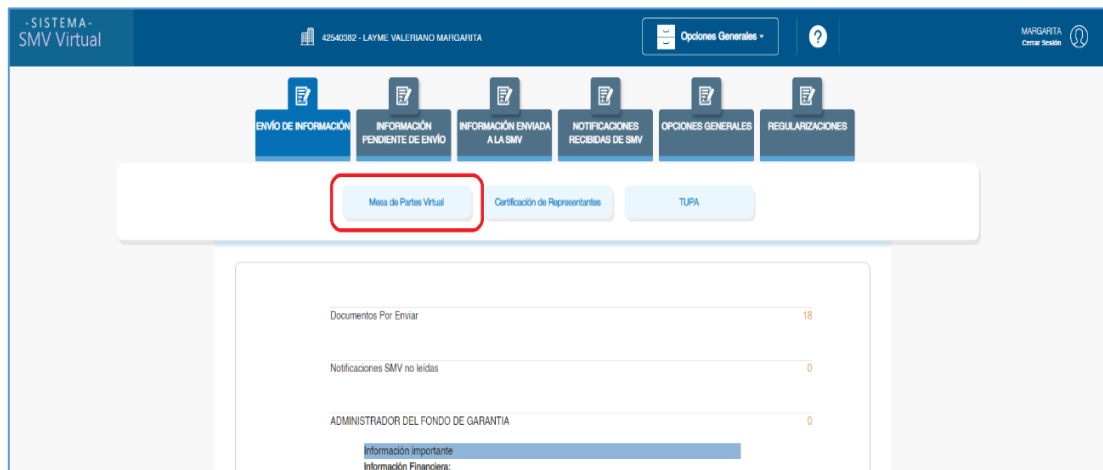 -SISTEMA-
SMV Virtual
42540382 - LAYME VALERIANO MARGARITA
Opciones Generales
?
MARGARITA
Cerrar Sesión
ENVÍO DE INFORMACIÓN
INFORMACIÓN
PENDIENTE DE ENVÍO
INFORMACIÓN ENVIADA
A LA SMV
NOTIFICACIONES
RECIBIDAS DE SMV
OPCIONES GENERALES
REGULARIZACIONES
Mesa de Partes Virtual
Certificación de Representantes
TUPA
Documentos Por Enviar 18
Notificaciones SMV no leídas 0
ADMINISTRADOR DEL FONDO DE GARANTIA 0
Información importante
Información Financiera: